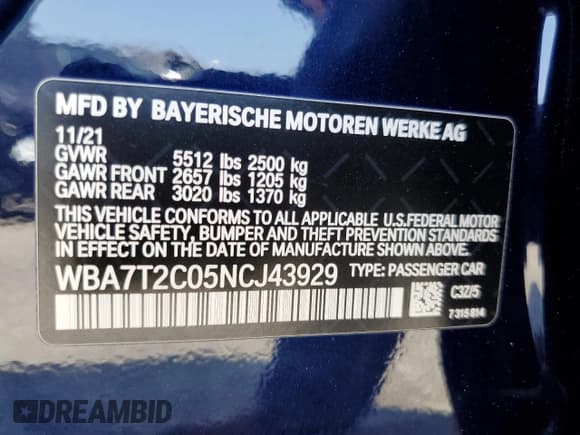 MFD BY BAYERISCHE MOTOREN WERKE AG
11/21
GVWR 5512 lbs 2500 kg
GAWR FRONT 2657 lbs 1205 kg
GAWR REAR 3020 lbs 1370 kg
THIS VEHICLE CONFORMS TO ALL APPLICABLE U.S.FEDERAL MOTOR
VEHICLE SAFETY, BUMPER AND THEFT PREVENTION STANDARDS
IN EFFECT ON THE DATE OF MANUFACTURE SHOWN ABOVE.
WBA7T2C05NCJ43929 TYPE: PASSENGER CAR
C3Z/5
7315814
DREAMBID